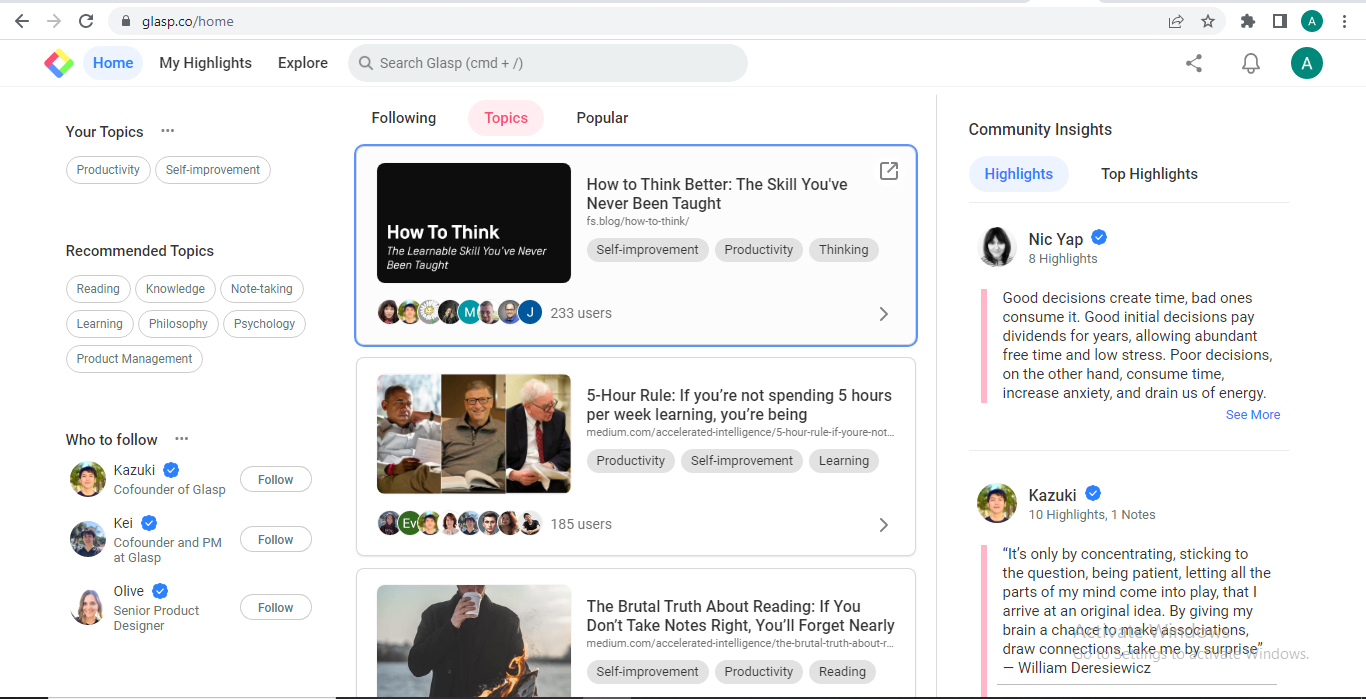 glasp.co/home
A
Home
My Highlights
Explore
Search Glasp (cmd + /)
A
Your Topics
Productivity
Self-improvement
Recommended Topics
Reading
Knowledge
Note-taking
Learning
Philosophy
Psychology
Product Management
Who to follow
Kazuki
Cofounder of Glasp
Follow
Kei
Cofounder and PM
at Glasp
Follow
Olive
Senior Product
Designer
Follow
Following
Topics
Popular
How To Think
The Learnable Skill You've Never
Been Taught
How to Think Better: The Skill You've
Never Been Taught
fs.blog/how-to-think/
Self-improvement
Productivity
Thinking
M
J
233 users
5-Hour Rule: If you’re not spending 5 hours
per week learning, you’re being
medium.com/accelerated-intelligence/5-hour-rule-if-youre-not...
Productivity
Self-improvement
Learning
Ev
185 users
The Brutal Truth About Reading: If You
Don’t Take Notes Right, You’ll Forget Nearly
medium.com/accelerated-intelligence/the-brutal-truth-about-r...
Self-improvement
Productivity
Reading
Community Insights
Highlights
Top Highlights
Nic Yap
8 Highlights
Good decisions create time, bad ones
consume it. Good initial decisions pay
dividends for years, allowing abundant
free time and low stress. Poor decisions,
on the other hand, consume time,
increase anxiety, and drain us of energy.
See More
Kazuki
10 Highlights, 1 Notes
“It’s only by concentrating, sticking to
the question, being patient, letting all the
parts of my mind come into play, that I
arrive at an original idea. By giving my
brain a chance to make associations,
draw connections, take me by surprise”
— William Deresiewicz
Activate Windows
Go to Settings to activate Windows.